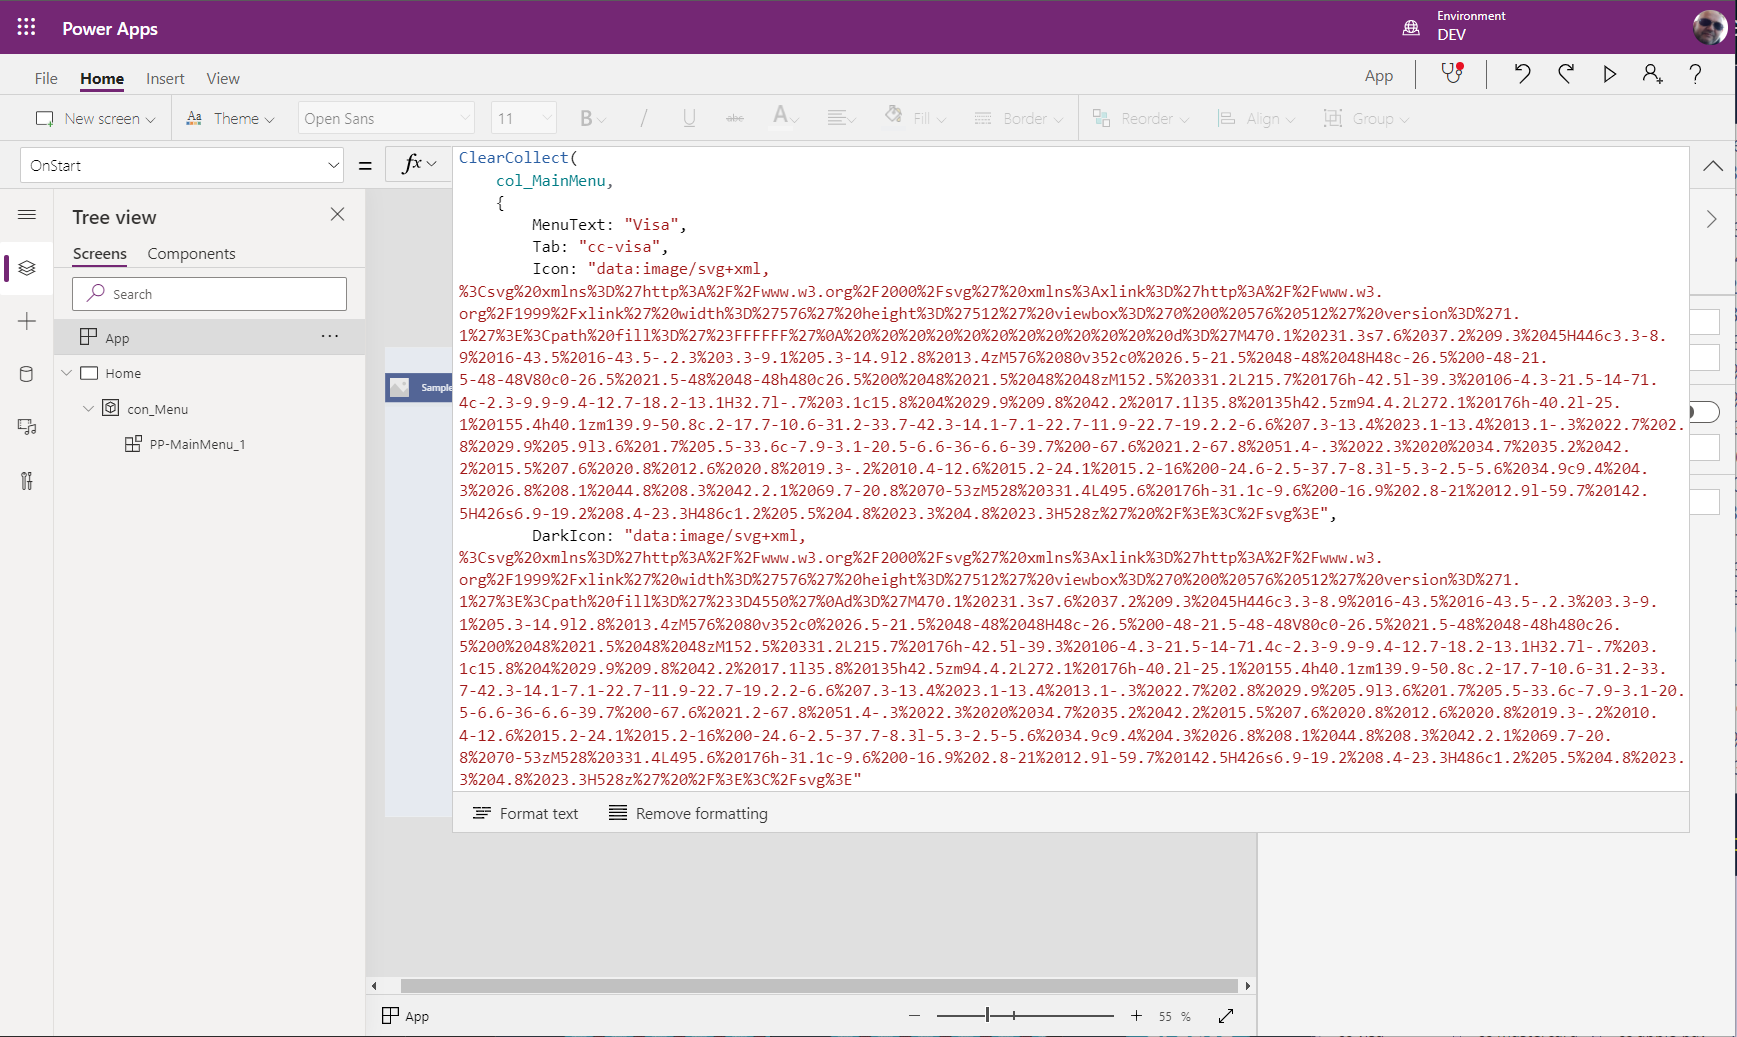 Power Apps
Environment
DEV
File Home Insert View
App
New screen Theme Open Sans 11 B / U abc A Fill Border Reorder Align Group
OnStart = fx
ClearCollect(
col_MainMenu,
{
MenuText: "Visa",
Tab: "cc-visa",
Icon: "data:image/svg+xml,
%3Csvg%20xmlns%3D%27http%3A%2F%2Fwww.w3.org%2F2000%2Fsvg%27%20xmlns%3Axlink%3D%27http%3A%2F%2Fwww.w3.
org%2F1999%2Fxlink%27%20width%3D%27576%27%20height%3D%27512%27%20viewbox%3D%270%200%20576%20512%27%20version%3D%271.
1%27%3E%3Cpath%20fill%3D%27%23FFFFFF%27%0A%20%20%20%20%20%20%20%20%20%20%20%20d%3D%27M470.1%20231.3s7.6%2037.2%209.3%2045H446c3.3-8.
9%2016-43.5%2016-43.5-.2.3%203.3-9.1%205.3-14.9l2.8%2013.4zM576%2080v352c0%2026.5-21.5%2048-48%2048H48c-26.5%200-48-21.
5-48-48V80c0-26.5%2021.5-48%2048-48h480c26.5%200%2048%2021.5%2048%2048zM152.5%20331.2L215.7%20176h-42.5l-39.3%20106-4.3-21.5-14-71.
4c-2.3-9.9-9.4-12.7-18.2-13.1H32.7l-.7%203.1c15.8%204%2029.9%209.8%2042.2%2017.1l35.8%20135h42.5zm94.4.2L272.1%20176h-40.2l-25.
1%20155.4h40.1zm139.9-50.8c.2-17.7-10.6-31.2-33.7-42.3-14.1-7.1-22.7-11.9-22.7-19.2.2-6.6%207.3-13.4%2023.1-13.4%2013.1-.3%2022.7%202.
8%2029.9%205.9l3.6%201.7%205.5-33.6c-7.9-3.1-20.5-6.6-36-6.6-39.7%200-67.6%2021.2-67.8%2051.4-.3%2022.3%2020%2034.7%2035.2%2042.
2%2015.5%207.6%2020.8%2012.6%2020.8%2019.3-.2%2010.4-12.6%2015.2-24.1%2015.2-16%200-24.6-2.5-37.7-8.3l-5.3-2.5-5.6%2034.9c9.4%204.
3%2026.8%208.1%2044.8%208.3%2042.2.1%2069.7-20.8%2070-53zM528%20331.4L495.6%20176h-31.1c-9.6%200-16.9%202.8-21%2012.9l-59.7%20142.
5H426s6.9-19.2%208.4-23.3H486c1.2%205.5%204.8%2023.3%204.8%2023.3H528z%27%20%2F%3E%3C%2Fsvg%3E",
DarkIcon: "data:image/svg+xml,
%3Csvg%20xmlns%3D%27http%3A%2F%2Fwww.w3.org%2F2000%2Fsvg%27%20xmlns%3Axlink%3D%27http%3A%2F%2Fwww.w3.
org%2F1999%2Fxlink%27%20width%3D%27576%27%20height%3D%27512%27%20viewbox%3D%270%200%20576%20512%27%20version%3D%271.
1%27%3E%3Cpath%20fill%3D%27%233D4550%27%0Ad%3D%27M470.1%20231.3s7.6%2037.2%209.3%2045H446c3.3-8.9%2016-43.5%2016-43.5-.2.3%203.3-9.
1%205.3-14.9l2.8%2013.4zM576%2080v352c0%2026.5-21.5%2048-48%2048H48c-26.5%200-48-21.5-48-48V80c0-26.5%2021.5-48%2048-48h480c26.
5%200%2048%2021.5%2048%2048zM152.5%20331.2L215.7%20176h-42.5l-39.3%20106-4.3-21.5-14-71.4c-2.3-9.9-9.4-12.7-18.2-13.1H32.7l-.7%203.
1c15.8%204%2029.9%209.8%2042.2%2017.1l35.8%20135h42.5zm94.4.2L272.1%20176h-40.2l-25.1%20155.4h40.1zm139.9-50.8c.2-17.7-10.6-31.2-33.
7-42.3-14.1-7.1-22.7-11.9-22.7-19.2.2-6.6%207.3-13.4%2023.1-13.4%2013.1-.3%2022.7%202.8%2029.9%205.9l3.6%201.7%205.5-33.6c-7.9-3.1-20.
5-6.6-36-6.6-39.7%200-67.6%2021.2-67.8%2051.4-.3%2022.3%2020%2034.7%2035.2%2042.2%2015.5%207.6%2020.8%2012.6%2020.8%2019.3-.2%2010.
4-12.6%2015.2-24.1%2015.2-16%200-24.6-2.5-37.7-8.3l-5.3-2.5-5.6%2034.9c9.4%204.3%2026.8%208.1%2044.8%208.3%2042.2.1%2069.7-20.
8%2070-53zM528%20331.4L495.6%20176h-31.1c-9.6%200-16.9%202.8-21%2012.9l-59.7%20142.5H426s6.9-19.2%208.4-23.3H486c1.2%205.5%204.8%2023.
3%204.8%2023.3H528z%27%20%2F%3E%3C%2Fsvg%3E"
Format text Remove formatting
Tree view
Screens Components
Search
App ...
Home
con_Menu
PP-MainMenu_1
Sample
App
55 %